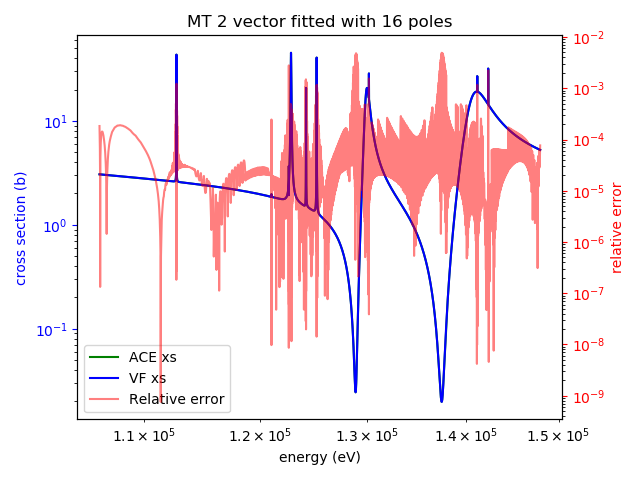 MT 2 vector fitted with 16 poles
cross section (b)
10¹
10⁰
10⁻¹
10⁻²
10⁻³
10⁻⁴
10⁻⁵
10⁻⁶
10⁻⁷
10⁻⁸
10⁻⁹
relative error
ACE xs
VF xs
Relative error
1.1 × 10⁵ 1.2 × 10⁵ 1.3 × 10⁵ 1.4 × 10⁵ 1.5 × 10⁵
energy (eV)